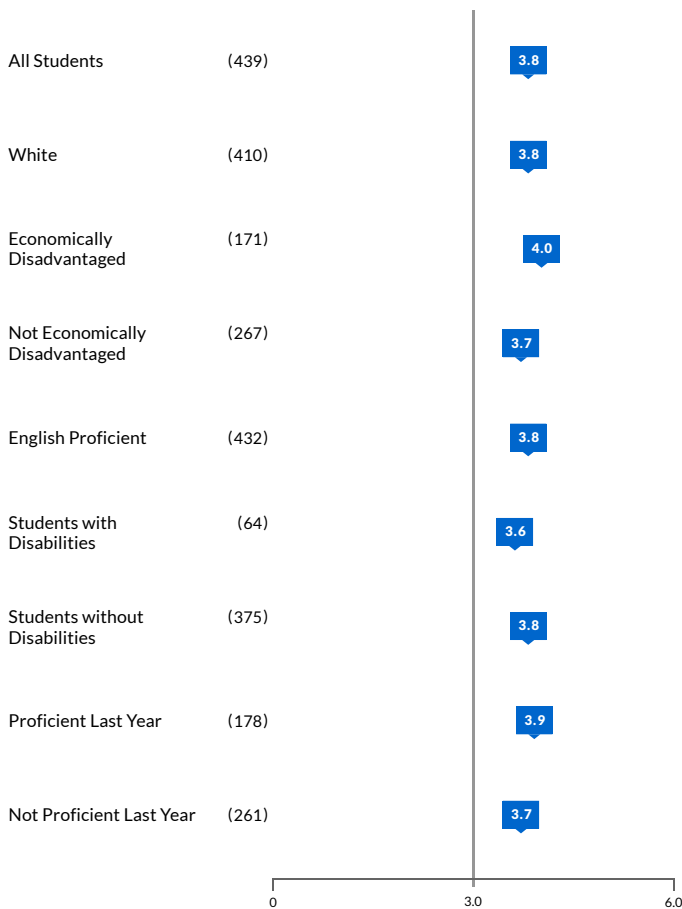 All Students (439) 3.8
White (410) 3.8
Economically (171)
Disadvantaged 4.0
Not Economically (267)
Disadvantaged 3.7
English Proficient (432) 3.8
Students with (64)
Disabilities 3.6
Students without (375)
Disabilities 3.8
Proficient Last Year (178) 3.9
Not Proficient Last Year (261) 3.7
0 3.0 6.0